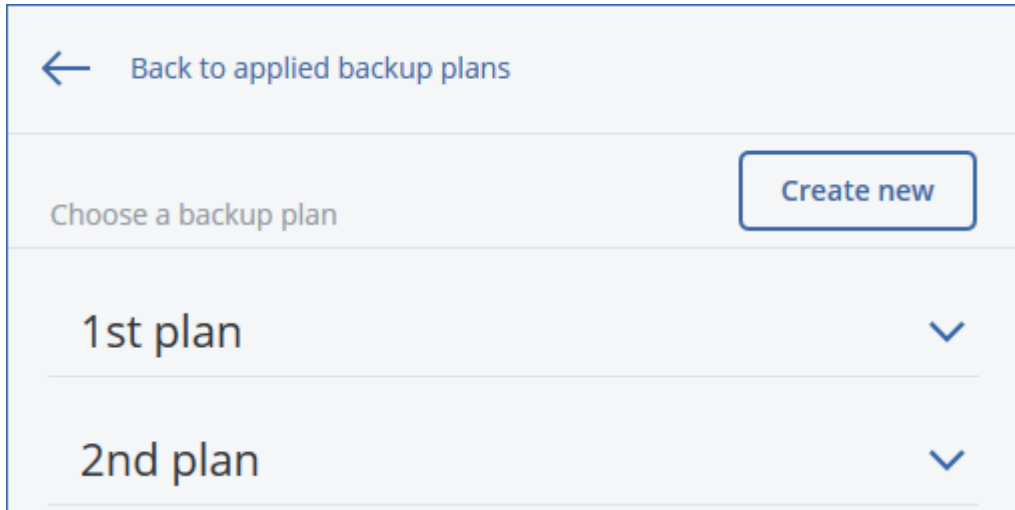 Back to applied backup plans
Choose a backup plan
Create new
1st plan
2nd plan